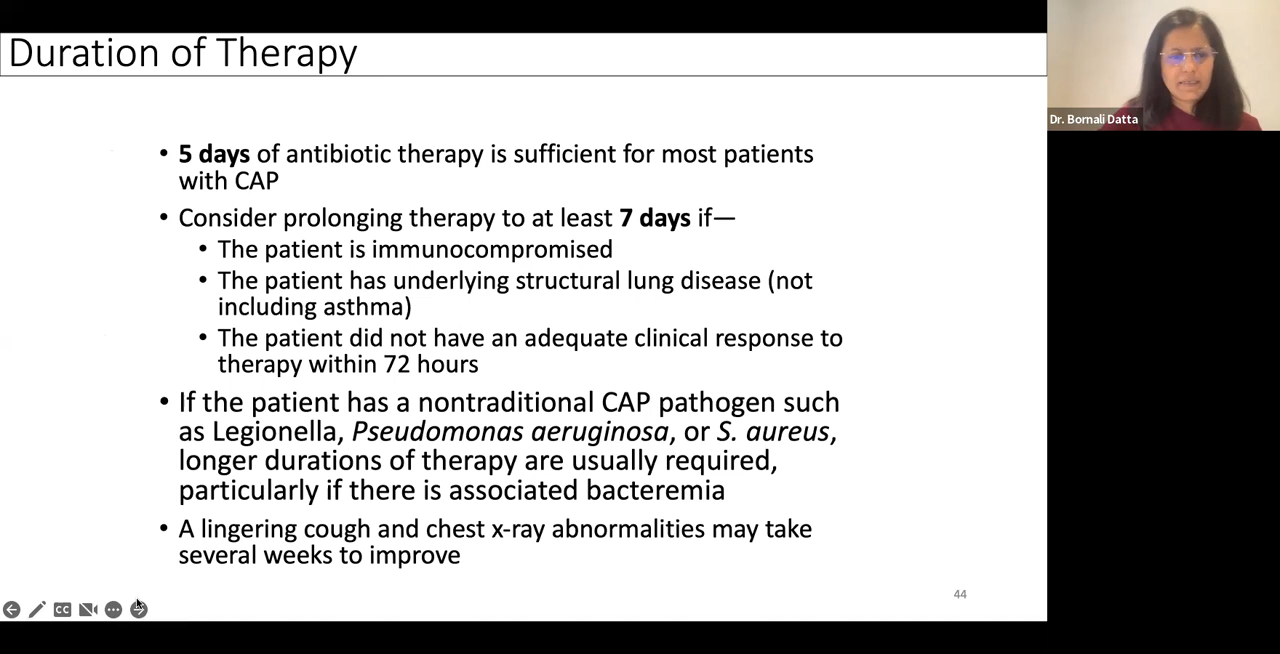 Duration of Therapy
Dr. Bornali Datta
• 5 days of antibiotic therapy is sufficient for most patients
with CAP
• Consider prolonging therapy to at least 7 days if—
• The patient is immunocompromised
• The patient has underlying structural lung disease (not
including asthma)
• The patient did not have an adequate clinical response to
therapy within 72 hours
• If the patient has a nontraditional CAP pathogen such
as Legionella, Pseudomonas aeruginosa, or S. aureus,
longer durations of therapy are usually required,
particularly if there is associated bacteremia
• A lingering cough and chest x-ray abnormalities may take
several weeks to improve
44
CC